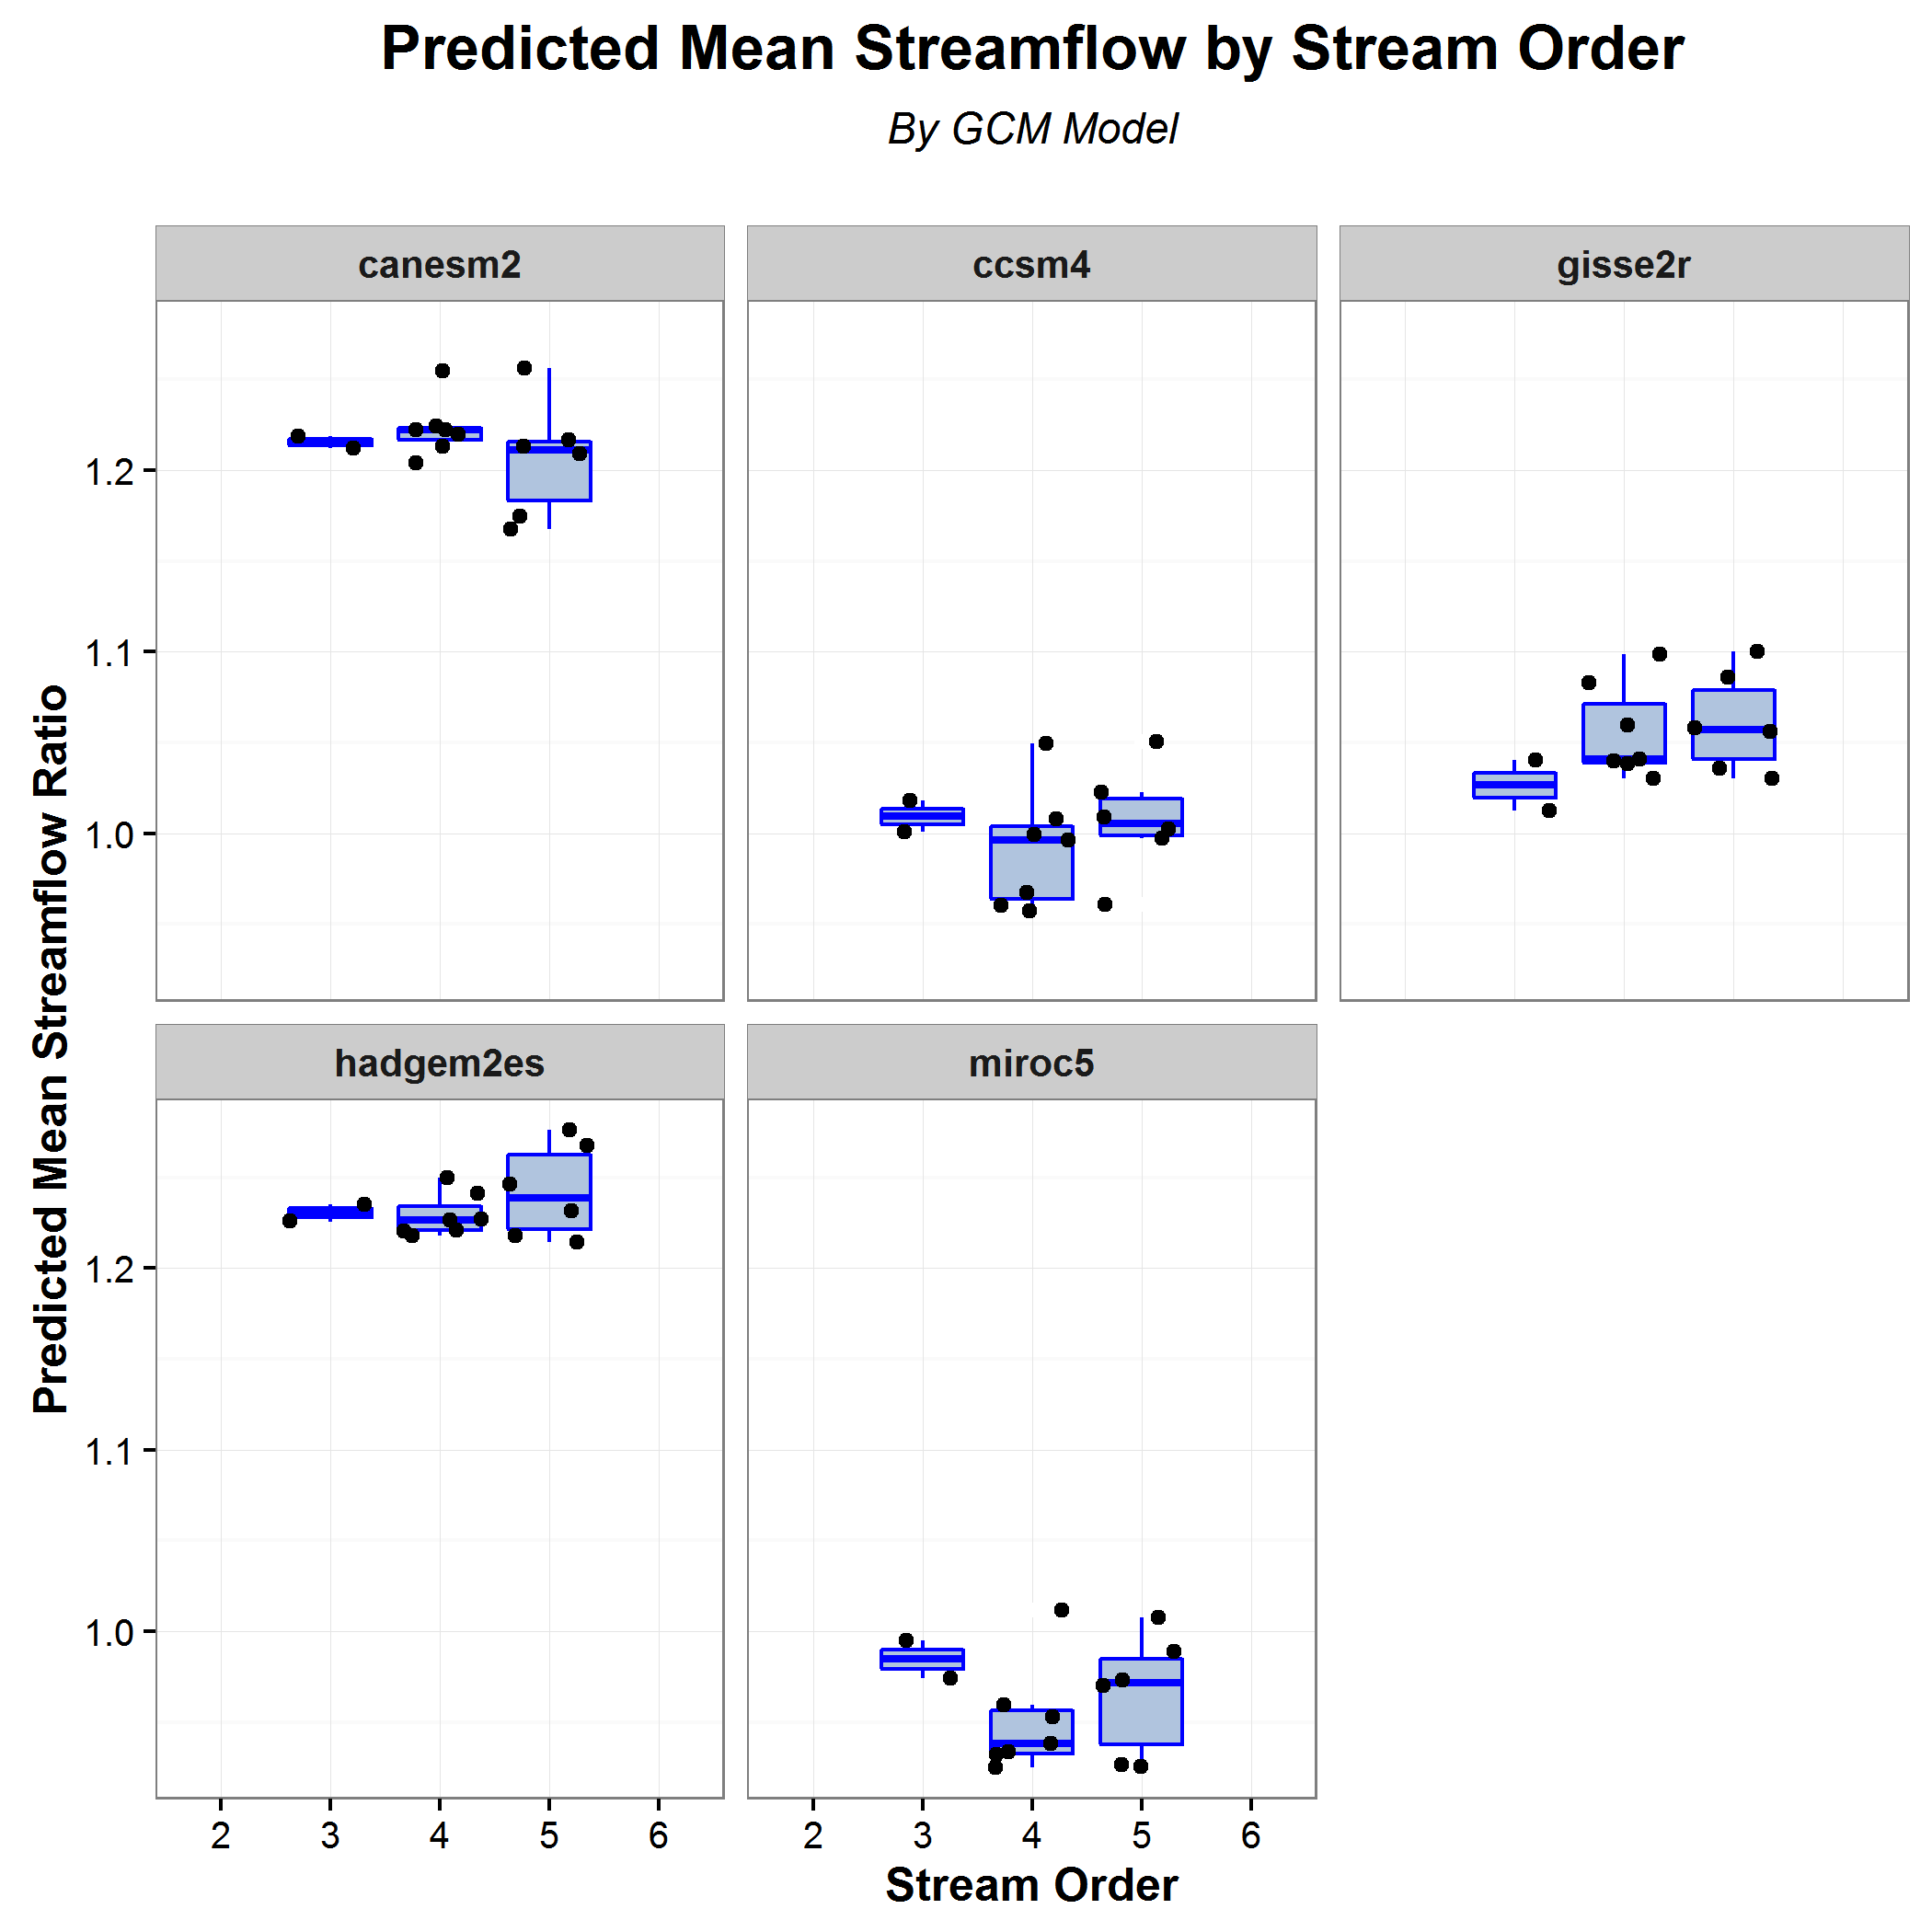 Predicted Mean Streamflow by Stream Order
By GCM Model
canesm2
ccsm4
gisse2r
1.2
1.1
1.0
Predicted Mean Streamflow Ratio
hadgem2es
miroc5
1.2
1.1
1.0
2 3 4 5 6
2 3 4 5 6
Stream Order